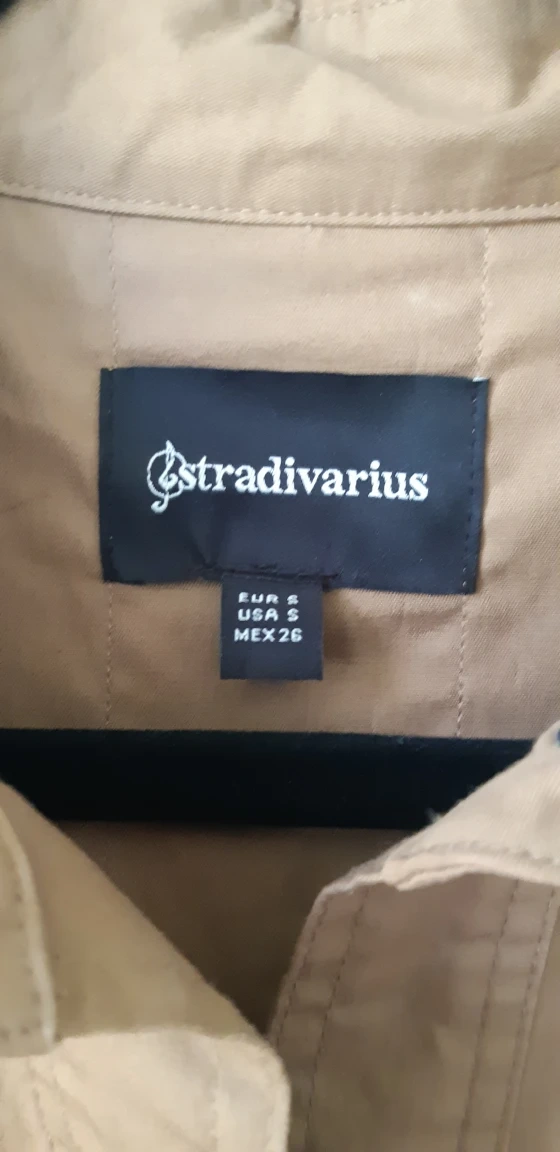 stradivarius
EUR S
USA S
MEX 26